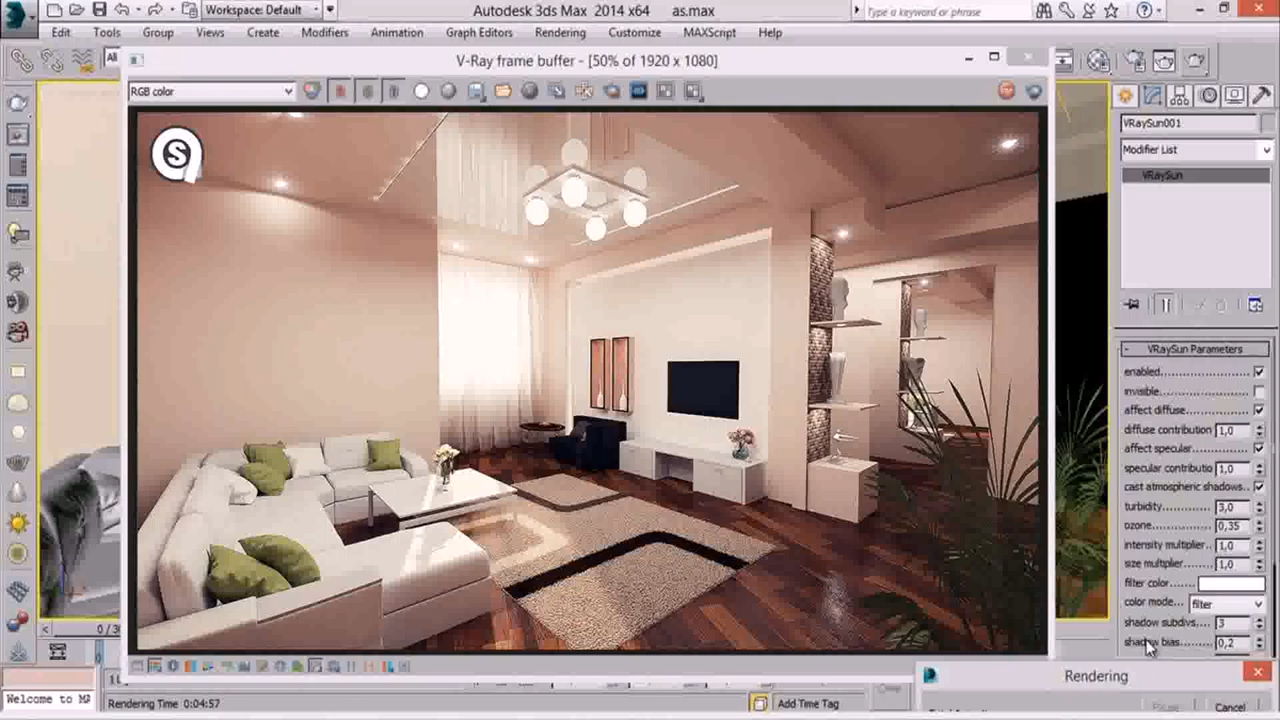 Workspace: Default
Autodesk 3ds Max 2014 x64 as.max
Type a keyword or phrase
Edit Tools Group Views Create Modifiers Animation Graph Editors Rendering Customize MAXScript Help
All
V-Ray frame buffer - [50% of 1920 x 1080]
RGB color
S
VRaySun001
Modifier List
VRaySun
- VRaySun Parameters
enabled
invisible
affect diffuse
diffuse contribution 1,0
affect specular
specular contributio 1,0
cast atmospheric shadows
turbidity 3,0
ozone 0,35
intensity multiplier 1,0
size multiplier 1,0
filter color
color mode... filter
shadow subdivs 3
shadow bias 0,2
< 0 / 30
Rendering
Welcome to MA
Rendering Time 0:04:57
Add Time Tag
Pause Cancel